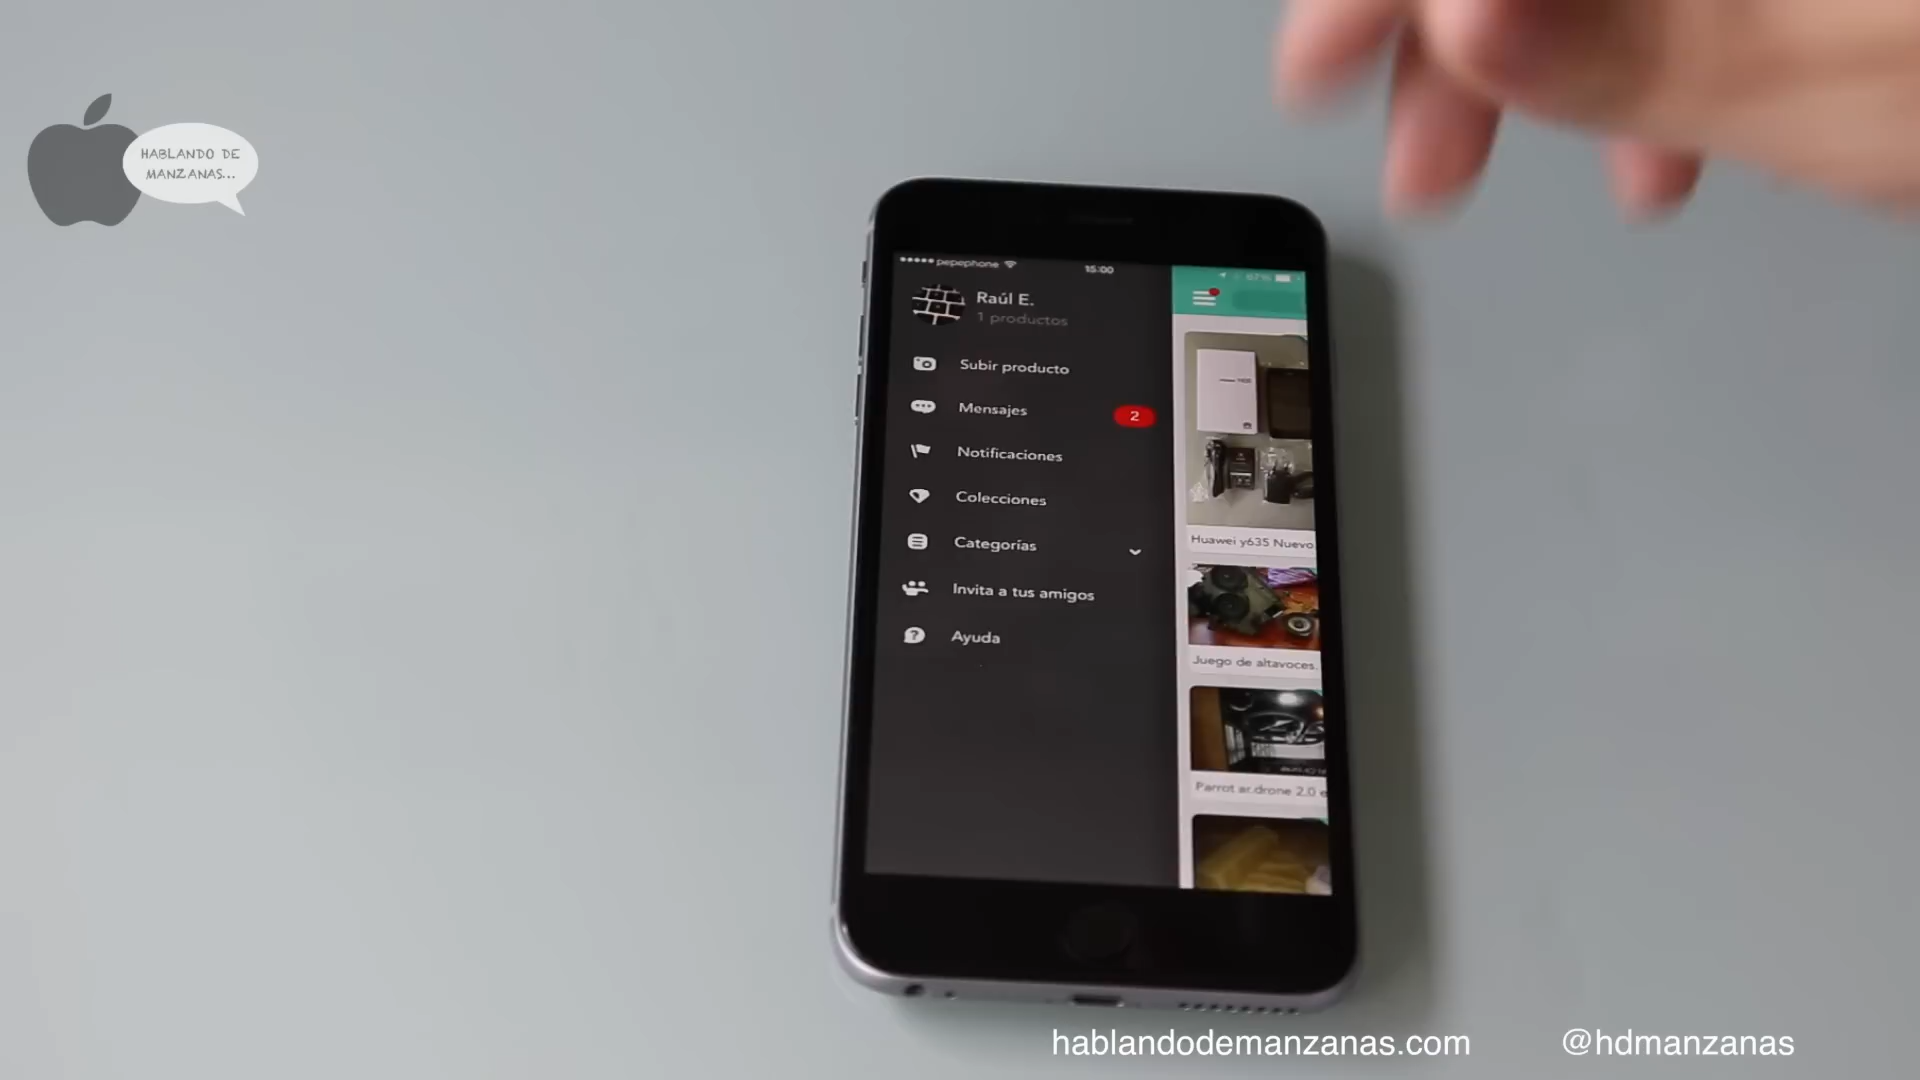 HABLANDO DE
MANZANAS...
pepephone
15:00
67%
Raúl E.
1 productos
Subir producto
Mensajes
2
Notificaciones
Colecciones
Categorías
Invita a tus amigos
Ayuda
Huawei y635 Nuevo
Juego de altavoces.
Parrot ar.drone 2.0 e
hablandodemanzanas.com
@hdmanzanas